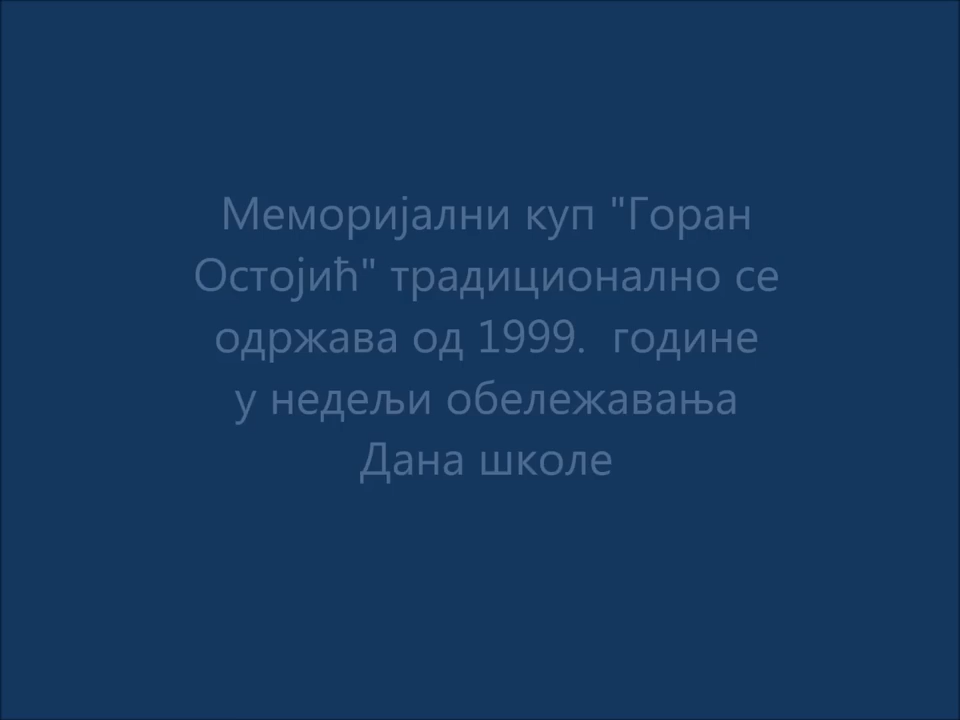 Меморијални куп "Горан
Остојић" традиционално се
одржава од 1999.  године
у недељи обележавања
Дана школе